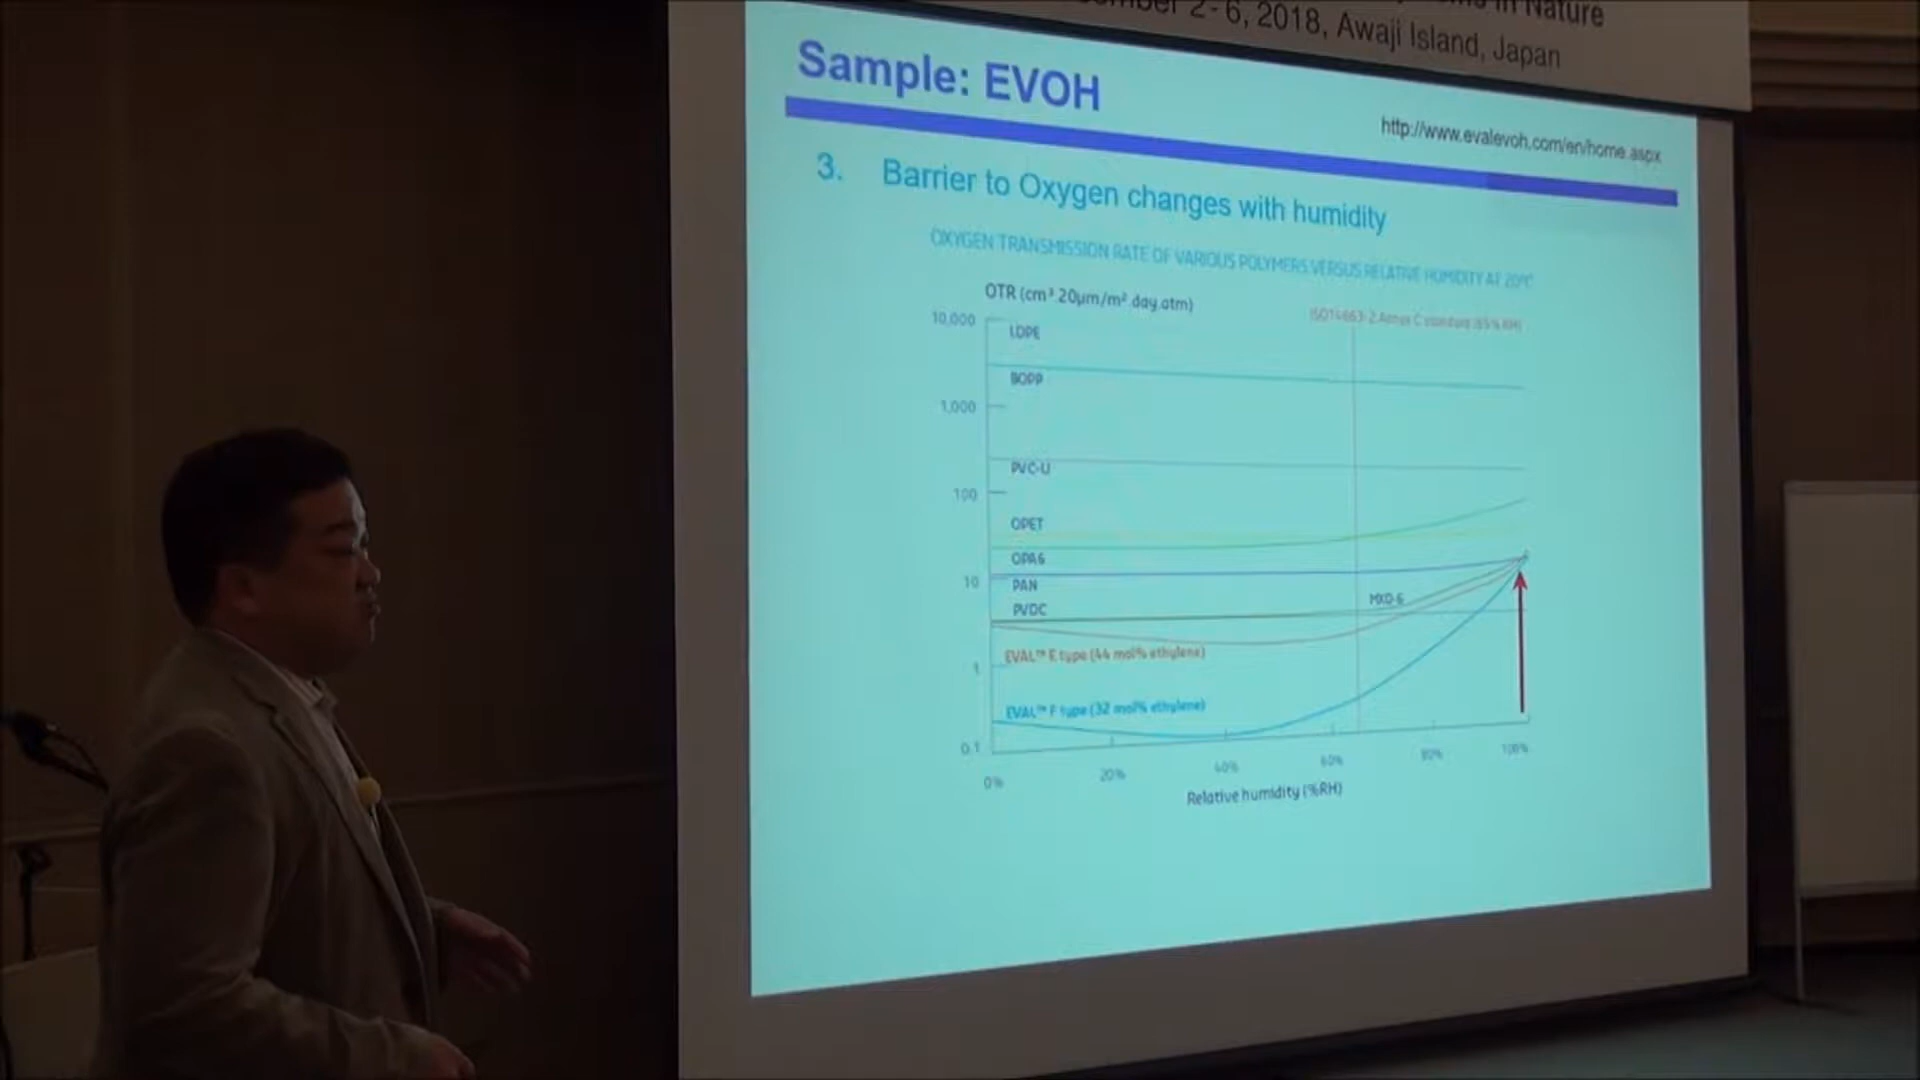 in Nature
2-6, 2018, Awaji Island, Japan
Sample: EVOH
http://www.evalevoh.com/en/home.aspx
3. Barrier to Oxygen changes with humidity
OXYGEN TRANSMISSION RATE OF VARIOUS POLYMERS VERSUS RELATIVE HUMIDITY AT 20°C
OTR (cm³ 20µm/m² day.atm)
10,000
LDPE
BOPP
1,000
PVC-U
100
OPET
OPA6
10
PAN
PVDC
MXD-6
EVAL™ E type (44 mol% ethylene)
1
EVAL™ F type (32 mol% ethylene)
0.1
0% 20% 40% 60% 80% 100%
Relative humidity (%RH)